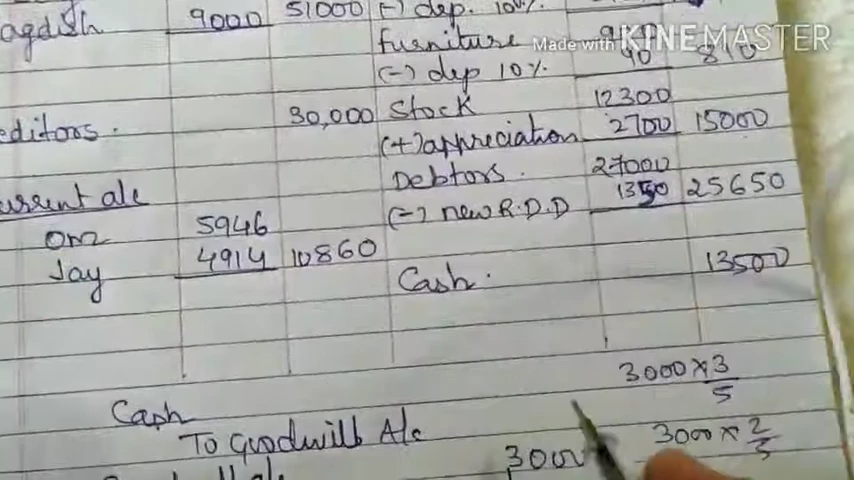 agdish 9000 51000 (-) dep. 10%
furniture 900
Made with KINEMASTER
(-) dep 10% 90 810
editors. 30,000 Stock 12300
(+) appreciation 2700 15000
Debtors. 27000
urrent a/c (-) new R.D.D 1350 25650
Om 5946
Jay 4914 10860 Cash. 13500
3000 × 3/5
Cash
To Goodwill A/c 3000 3000 × 2/5